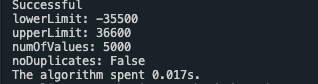 Successful
lowerLimit: -35500
upperLimit: 36600
numOfValues: 5000
noDuplicates: False
The algorithm spent 0.017s.